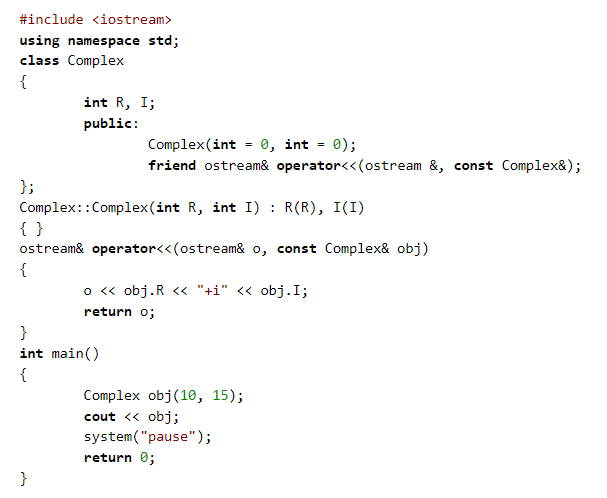 #include <iostream>
using namespace std;
class Complex
{
        int R, I;
        public:
                Complex(int = 0, int = 0);
                friend ostream& operator<<(ostream &, const Complex&);
};
Complex::Complex(int R, int I) : R(R), I(I)
{ }
ostream& operator<<(ostream& o, const Complex& obj)
{
        o << obj.R << "+i" << obj.I;
        return o;
}
int main()
{
        Complex obj(10, 15);
        cout << obj;
        system("pause");
        return 0;
}